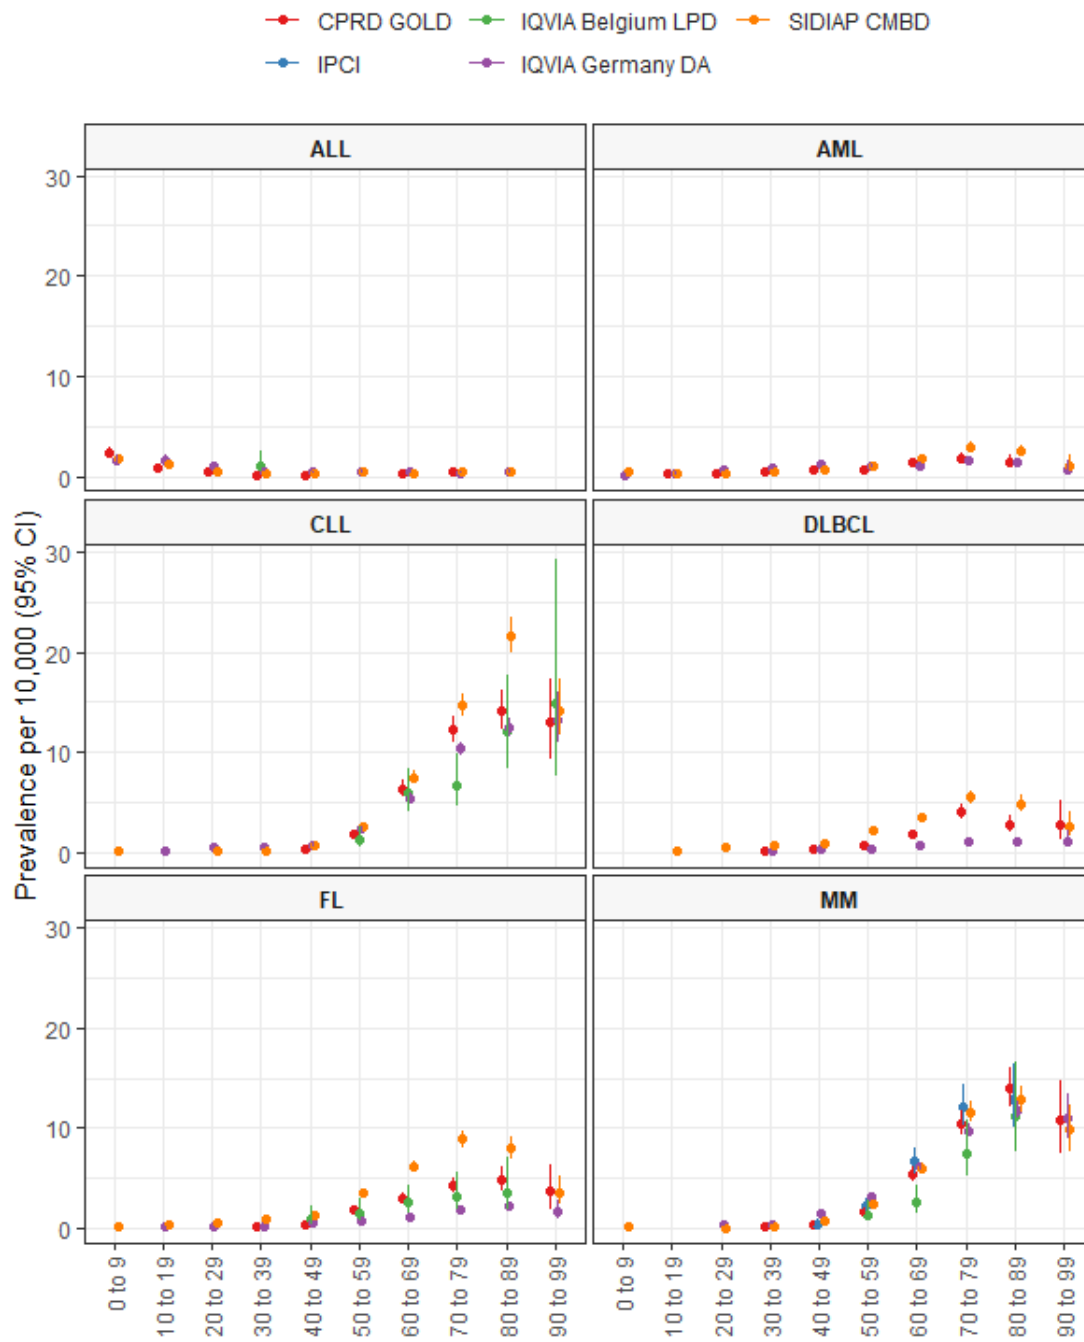 CPRD GOLD IQVIA Belgium LPD SIDIAP CMBD
IPCI IQVIA Germany DA
Prevalence per 10,000 (95% CI)
ALL AML
30
20
10
0
CLL DLBCL
30
20
10
0
FL MM
30
20
10
0
0 to 9 10 to 19 20 to 29 30 to 39 40 to 49 50 to 59 60 to 69 70 to 79 80 to 89 90 to 99 0 to 9 10 to 19 20 to 29 30 to 39 40 to 49 50 to 59 60 to 69 70 to 79 80 to 89 90 to 99